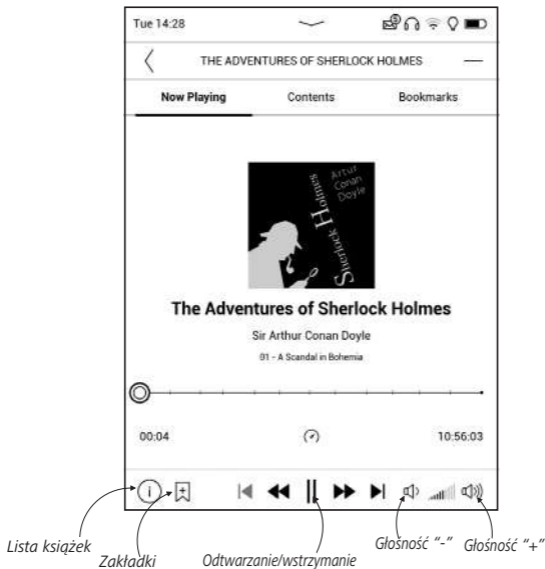 Tue 14:28
THE ADVENTURES OF SHERLOCK HOLMES
Now Playing Contents Bookmarks
Artur
Conan
Doyle
Sherlock Holmes
The Adventures of Sherlock Holmes
Sir Arthur Conan Doyle
01 - A Scandal in Bohemia
00:04 10:56:03
Lista książek
Zakładki
Odtwarzanie/wstrzymanie
Głośność "-"
Głośność "+"